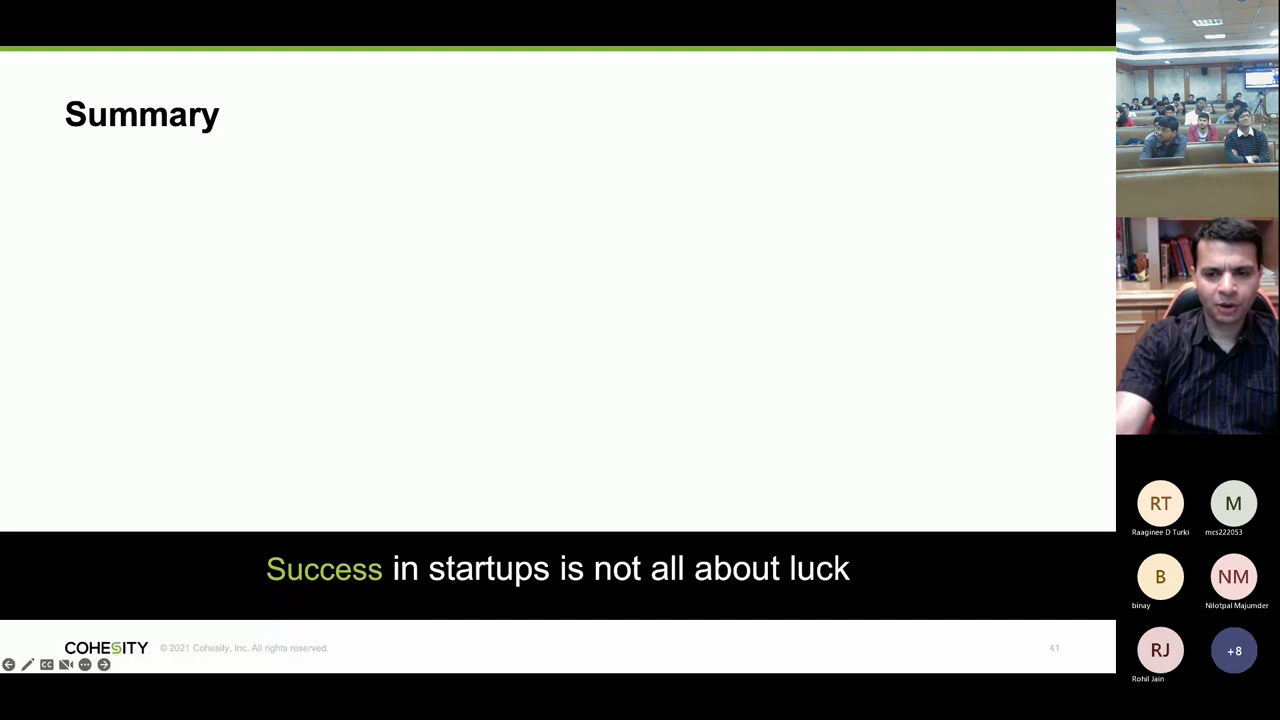 Summary
Success in startups is not all about luck
COHESITY © 2021 Cohesity, Inc. All rights reserved. 41
CC
RT
Raaginee D Turki
M
mcs222053
B
binay
NM
Nilotpal Majumder
RJ
Rohil Jain
+8